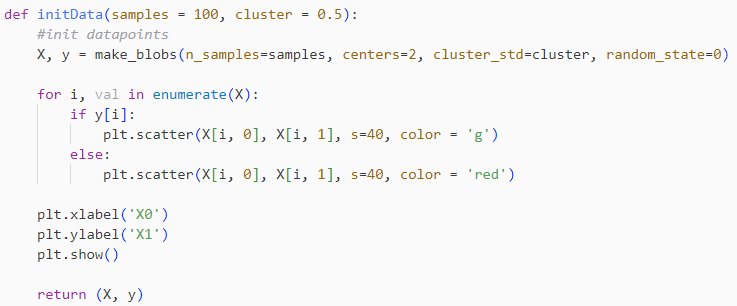 def initData(samples = 100, cluster = 0.5):
    #init datapoints
    X, y = make_blobs(n_samples=samples, centers=2, cluster_std=cluster, random_state=0)

    for i, val in enumerate(X):
        if y[i]:
            plt.scatter(X[i, 0], X[i, 1], s=40, color = 'g')
        else:
            plt.scatter(X[i, 0], X[i, 1], s=40, color = 'red')

    plt.xlabel('X0')
    plt.ylabel('X1')
    plt.show()

    return (X, y)